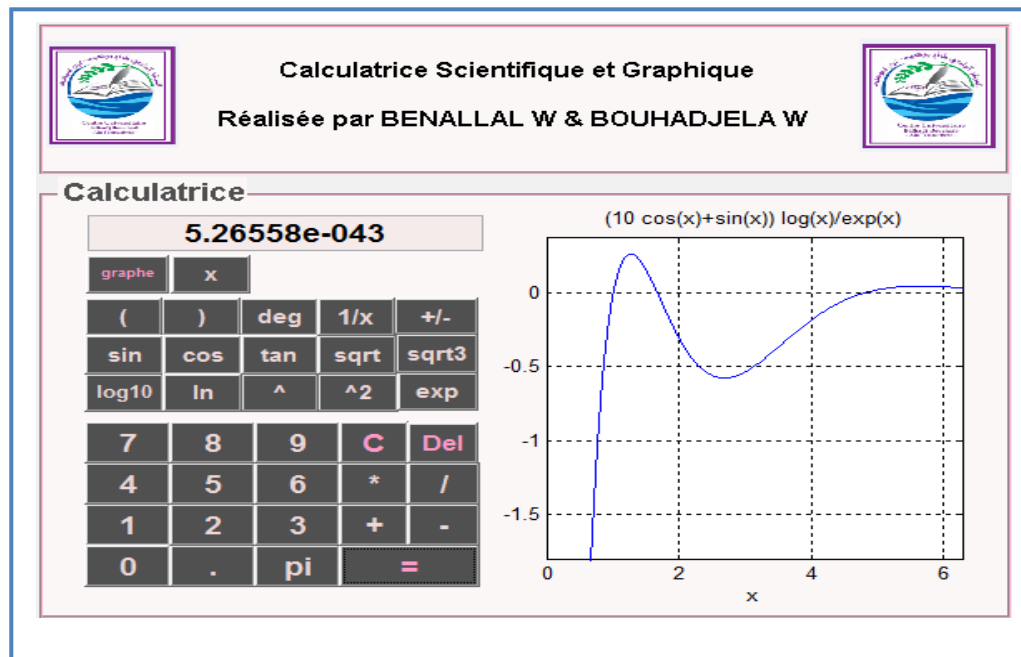 Calculatrice Scientifique et Graphique
Réalisée par BENALLAL W & BOUHADJELA W
Calculatrice
5.26558e-043
graphe x
( ) deg 1/x +/-
sin cos tan sqrt sqrt3
log10 ln ^ ^2 exp
7 8 9 C Del
4 5 6 * /
1 2 3 + -
0 . pi =
(10 cos(x)+sin(x)) log(x)/exp(x)
0
-0.5
-1
-1.5
0 2 4 6
x